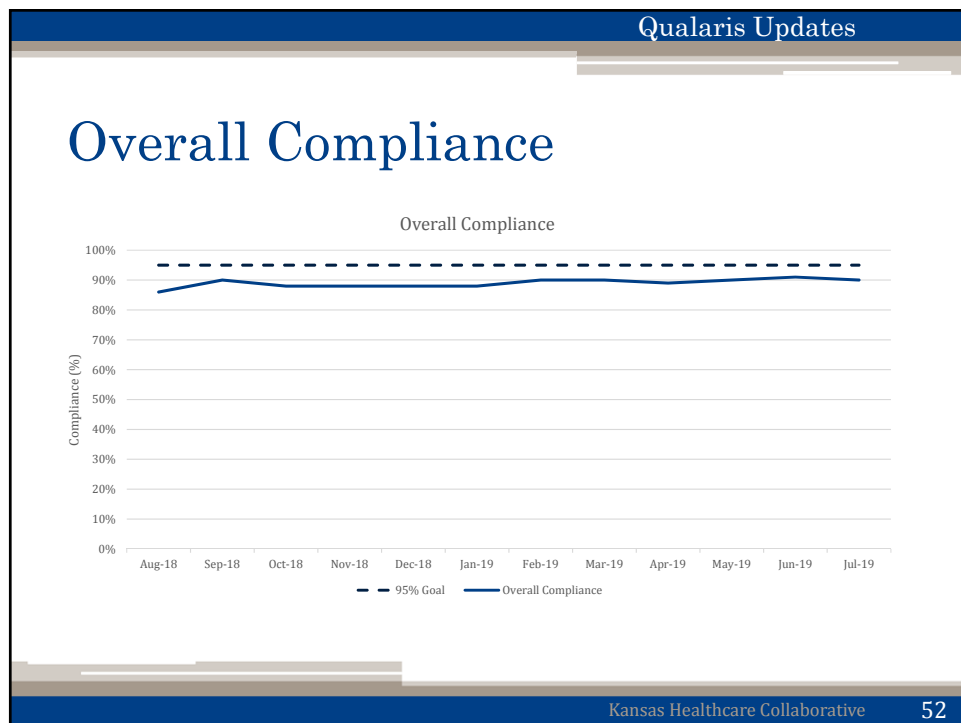 Qualaris Updates
Overall Compliance
Overall Compliance
Compliance (%)
100%
90%
80%
70%
60%
50%
40%
30%
20%
10%
0%
Aug-18 Sep-18 Oct-18 Nov-18 Dec-18 Jan-19 Feb-19 Mar-19 Apr-19 May-19 Jun-19 Jul-19
95% Goal Overall Compliance
Kansas Healthcare Collaborative 52